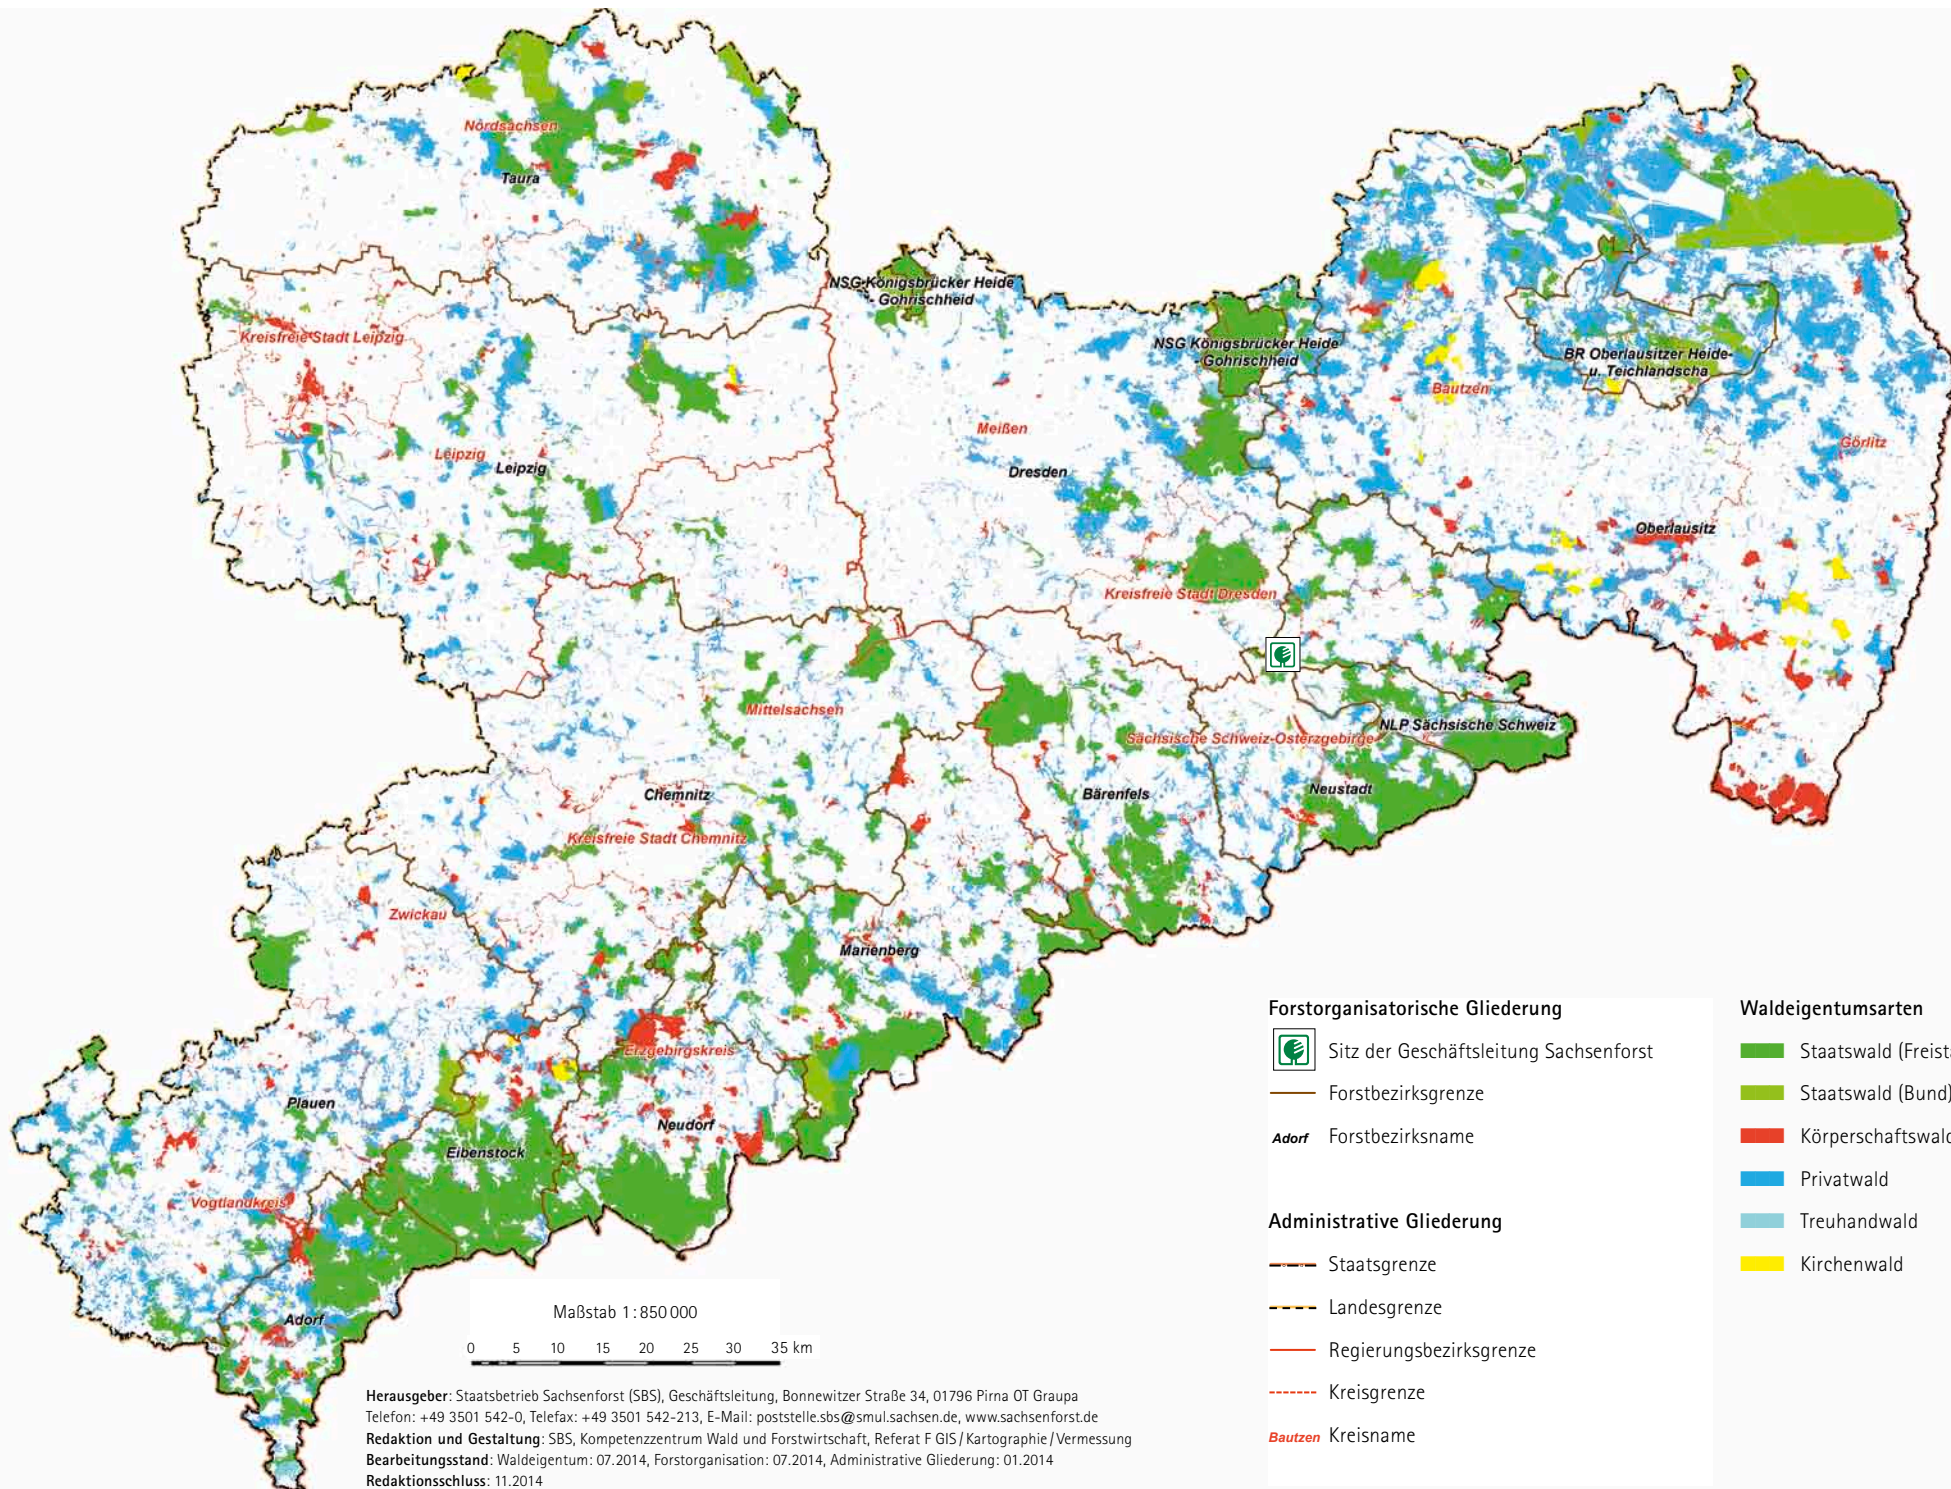 Nordsachsen
Taura
NSG Königsbrücker Heide
- Gohrischheid
Kreisfreie Stadt Leipzig
NSG Königsbrücker Heide
- Gohrischheid
BR Oberlausitzer Heide-
u. Teichlandscha
Bautzen
Meißen
Görlitz
Leipzig
Leipzig
Dresden
Oberlausitz
Kreisfreie Stadt Dresden
Mittelsachsen
NLP Sächsische Schweiz
Sächsische Schweiz-Osterzgebirge
Chemnitz
Bärenfels
Neustadt
Kreisfreie Stadt Chemnitz
Zwickau
Marienberg
Erzgebirgskreis
Plauen
Neudorf
Eibenstock
Vogtlandkreis
Adorf
Forstorganisatorische Gliederung
Sitz der Geschäftsleitung Sachsenforst
Forstbezirksgrenze
Adorf Forstbezirksname
Administrative Gliederung
Staatsgrenze
Landesgrenze
Regierungsbezirksgrenze
Kreisgrenze
Bautzen Kreisname
Waldeigentumsarten
Staatswald (Freist
Staatswald (Bund)
Körperschaftswald
Privatwald
Treuhandwald
Kirchenwald
Maßstab 1:850 000
0 5 10 15 20 25 30 35 km
Herausgeber: Staatsbetrieb Sachsenforst (SBS), Geschäftsleitung, Bonnewitzer Straße 34, 01796 Pirna OT Graupa
Telefon: +49 3501 542-0, Telefax: +49 3501 542-213, E-Mail: poststelle.sbs@smul.sachsen.de, www.sachsenforst.de
Redaktion und Gestaltung: SBS, Kompetenzzentrum Wald und Forstwirtschaft, Referat F GIS / Kartographie / Vermessung
Bearbeitungsstand: Waldeigentum: 07.2014, Forstorganisation: 07.2014, Administrative Gliederung: 01.2014
Redaktionsschluss: 11.2014